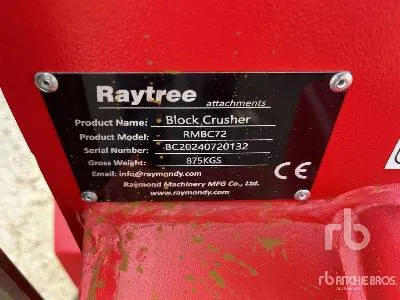 Raytree attachments
Product Name: Block Crusher
Product Model: RMBC72
Serial Number: BC20240720132
Gross Weight: 875KGS
Email: info@raymondy.com
Raymond Machinery MFG Co., Ltd.
www.raymondy.com
CE
rb
rb RITCHIE BROS.